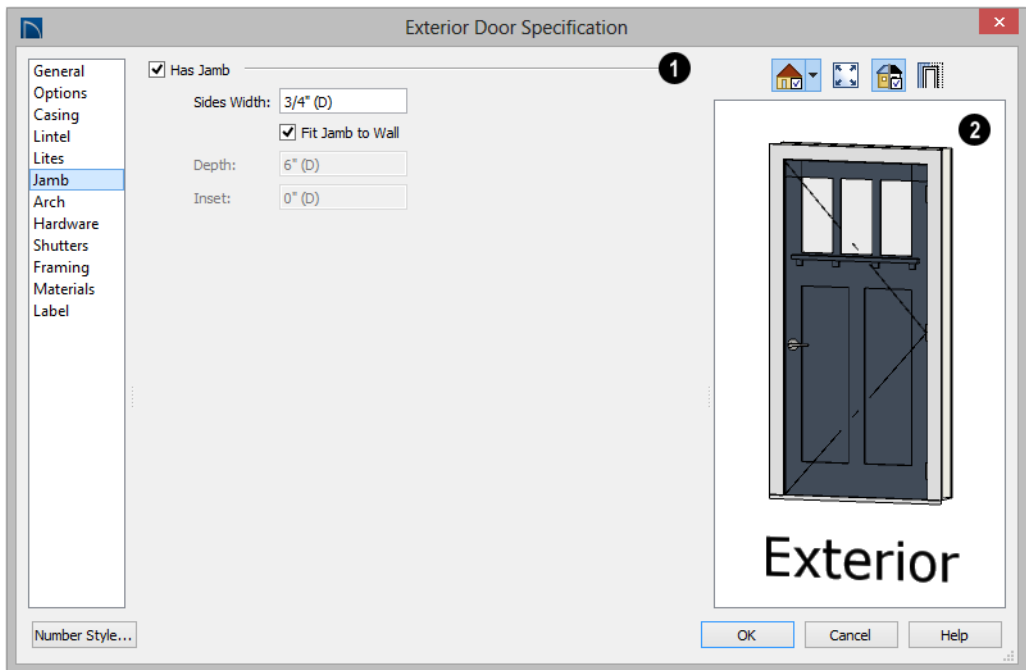 Exterior Door Specification
General
Options
Casing
Lintel
Lites
Jamb
Arch
Hardware
Shutters
Framing
Materials
Label
Has Jamb
1
Sides Width: 3/4" (D)
Fit Jamb to Wall
Depth: 6" (D)
Inset: 0" (D)
2
Exterior
Number Style...
OK
Cancel
Help